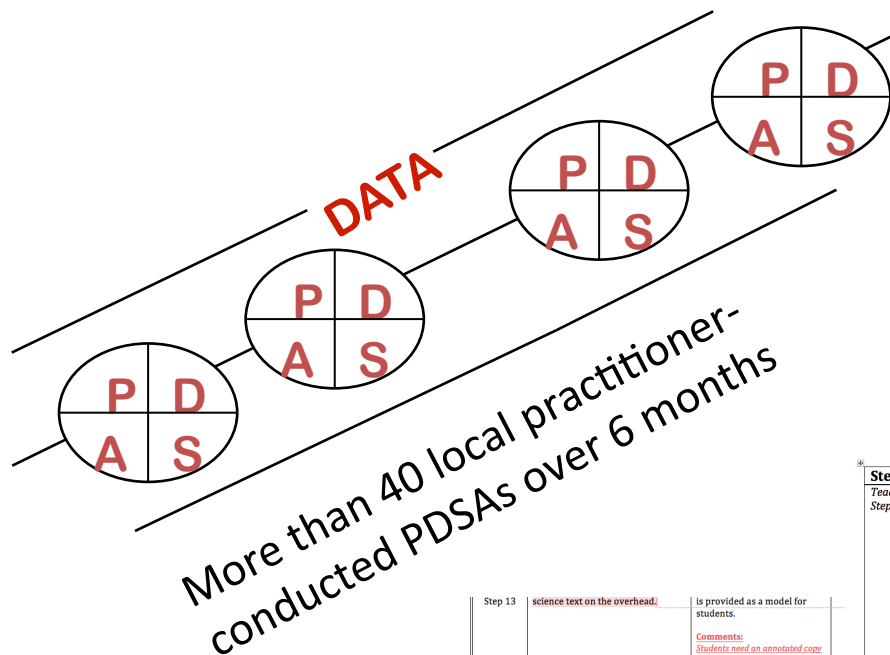 P D
A S
DATA
P D
A S
P D
A S
P D
A S
More than 40 local practitioner-
conducted PDSAs over 6 months
Step 13
science text on the overhead.
is provided as a model for
students.
Comments:
Students need an annotated copy